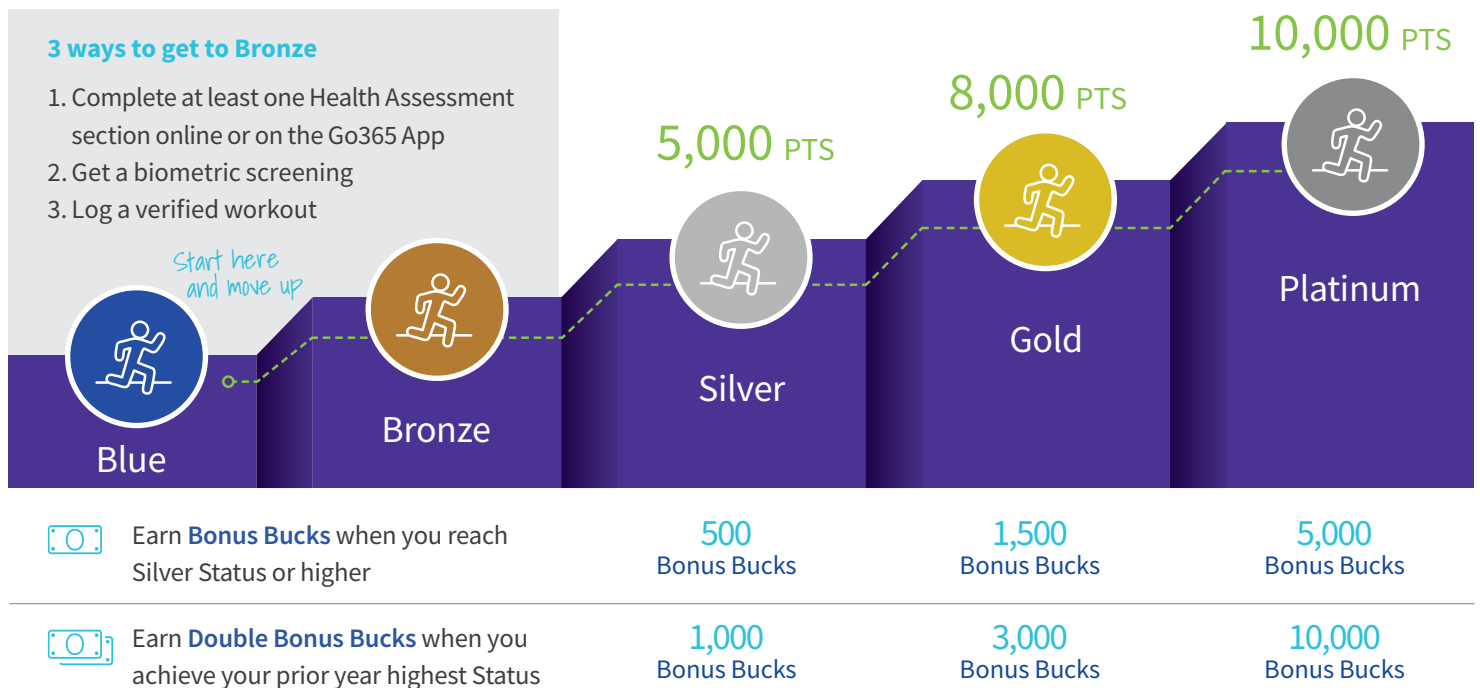 3 ways to get to Bronze
1. Complete at least one Health Assessment
section online or on the Go365 App
2. Get a biometric screening
3. Log a verified workout
Start here
and move up
5,000 PTS
8,000 PTS
10,000 PTS
Blue
Bronze
Silver
Gold
Platinum
Earn Bonus Bucks when you reach
Silver Status or higher
500
Bonus Bucks
1,500
Bonus Bucks
5,000
Bonus Bucks
Earn Double Bonus Bucks when you
achieve your prior year highest Status
1,000
Bonus Bucks
3,000
Bonus Bucks
10,000
Bonus Bucks